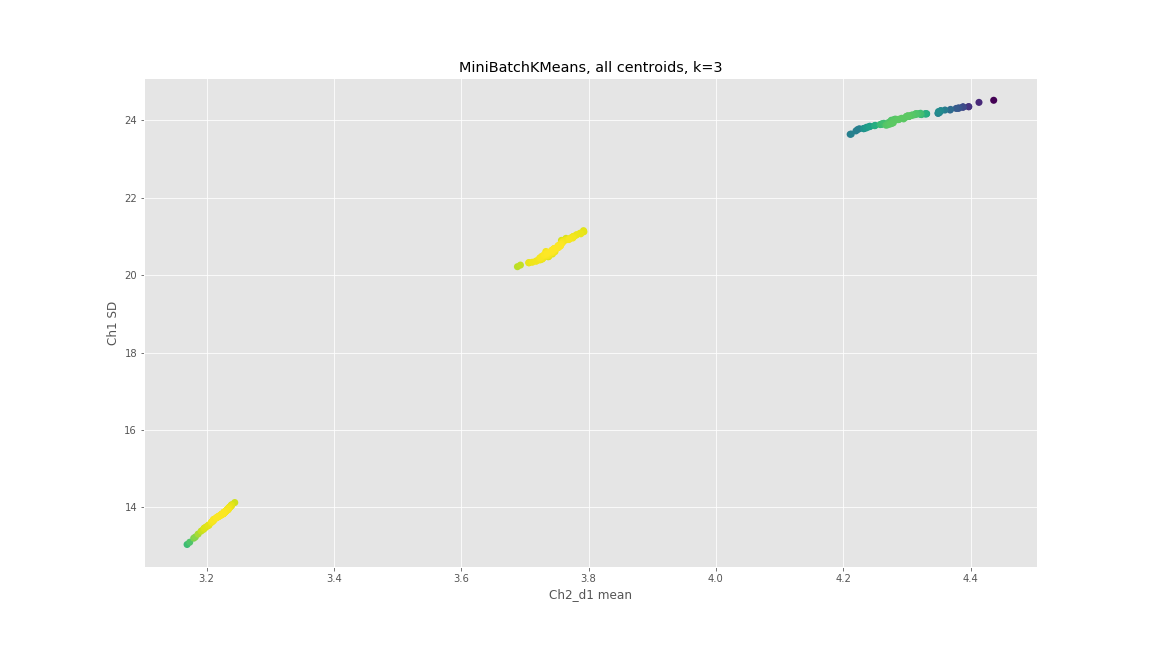 MiniBatchKMeans, all centroids, k=3
24
22
20
18
16
14
Ch1 SD
3.2 3.4 3.6 3.8 4.0 4.2 4.4
Ch2_d1 mean